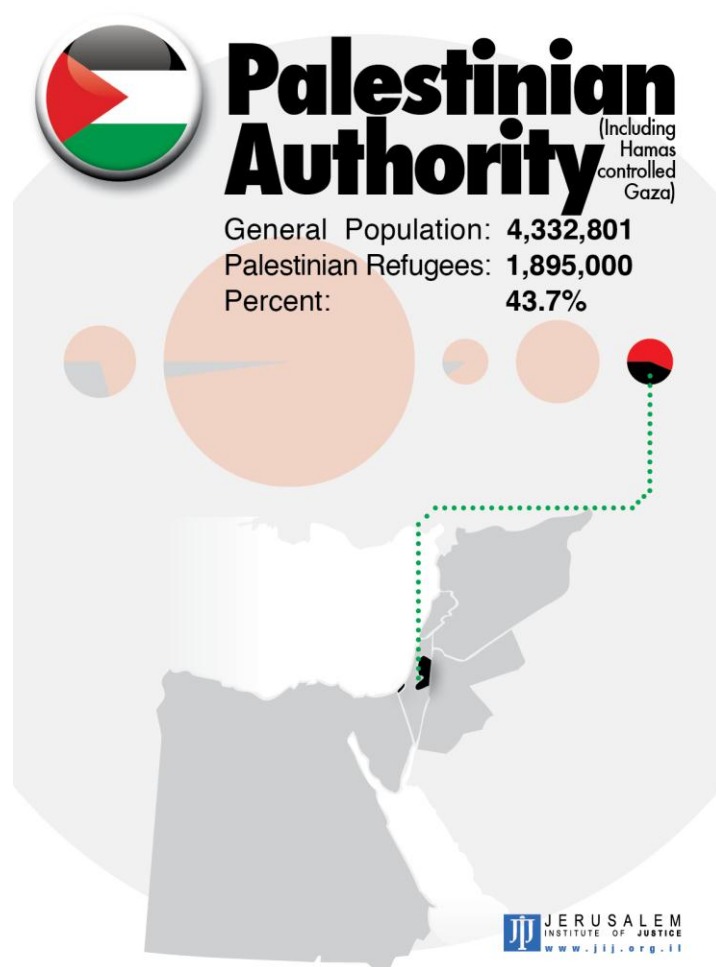 Palestinian
Authority
(Including
Hamas
controlled
Gaza)
General Population: 4,332,801
Palestinian Refugees: 1,895,000
Percent: 43.7%
JIJ JERUSALEM
INSTITUTE OF JUSTICE
www.jij.org.il